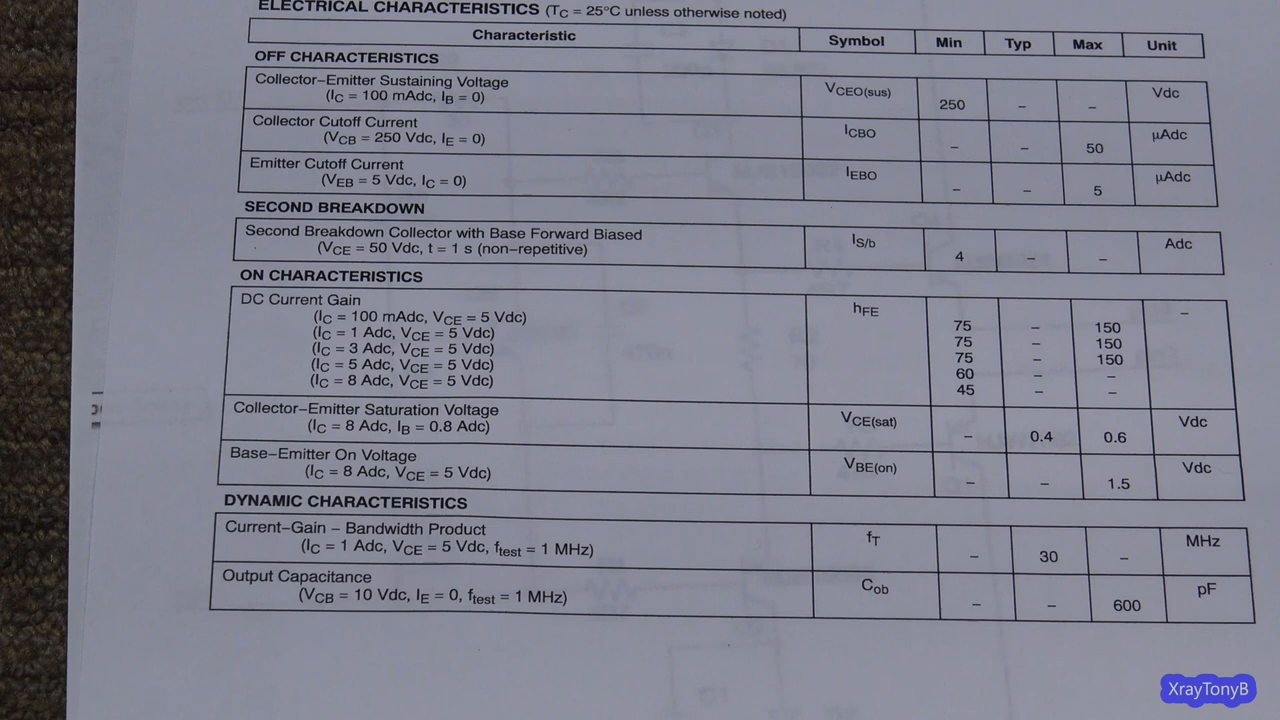 ELECTRICAL CHARACTERISTICS (TC = 25°C unless otherwise noted)
Characteristic Symbol Min Typ Max Unit
OFF CHARACTERISTICS
Collector–Emitter Sustaining Voltage
(IC = 100 mAdc, IB = 0)
VCEO(sus) 250 – – Vdc
Collector Cutoff Current
(VCB = 250 Vdc, IE = 0)
ICBO – – 50 µAdc
Emitter Cutoff Current
(VEB = 5 Vdc, IC = 0)
IEBO – – 5 µAdc
SECOND BREAKDOWN
Second Breakdown Collector with Base Forward Biased
(VCE = 50 Vdc, t = 1 s (non–repetitive)
IS/b 4 – – Adc
ON CHARACTERISTICS
DC Current Gain hFE –
(IC = 100 mAdc, VCE = 5 Vdc) 75 – 150
(IC = 1 Adc, VCE = 5 Vdc) 75 – 150
(IC = 3 Adc, VCE = 5 Vdc) 75 – 150
(IC = 5 Adc, VCE = 5 Vdc) 60 – –
(IC = 8 Adc, VCE = 5 Vdc) 45 – –
Collector–Emitter Saturation Voltage
(IC = 8 Adc, IB = 0.8 Adc)
VCE(sat) – 0.4 0.6 Vdc
Base–Emitter On Voltage
(IC = 8 Adc, VCE = 5 Vdc)
VBE(on) – – 1.5 Vdc
DYNAMIC CHARACTERISTICS
Current–Gain – Bandwidth Product
(IC = 1 Adc, VCE = 5 Vdc, ftest = 1 MHz)
fT – 30 – MHz
Output Capacitance
(VCB = 10 Vdc, IE = 0, ftest = 1 MHz)
Cob – – 600 pF
XrayTonyB